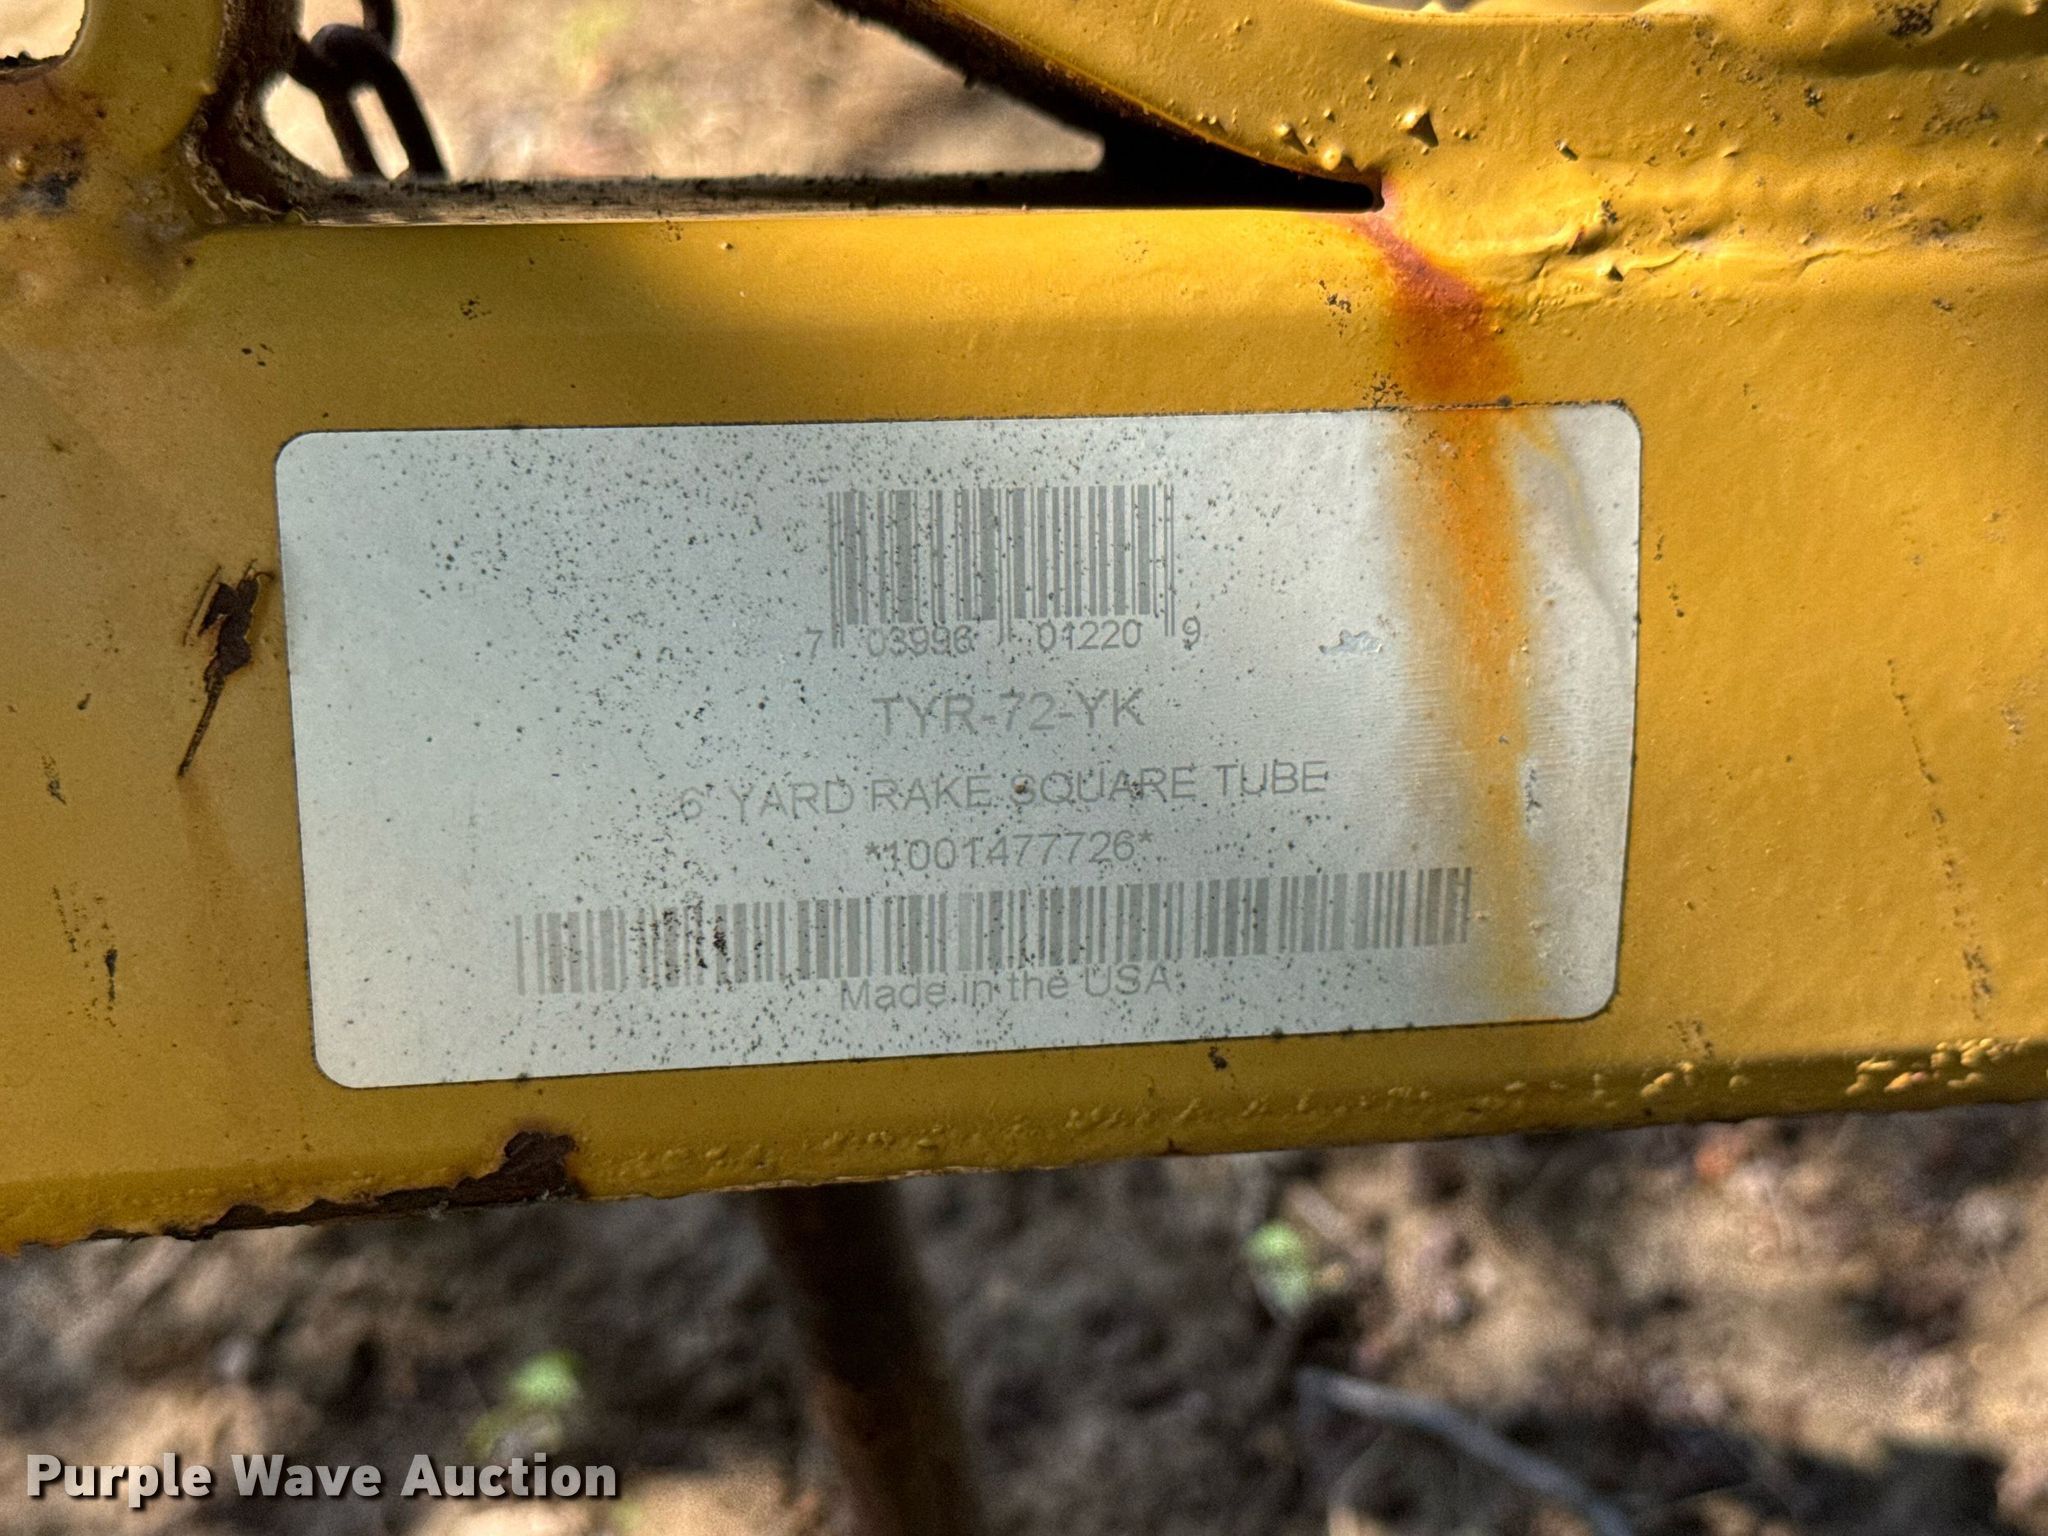 7 03996 01220 9
TYR-72-YK
6' YARD RAKE SQUARE TUBE
*1001477726*
Made in the USA
Purple Wave Auction